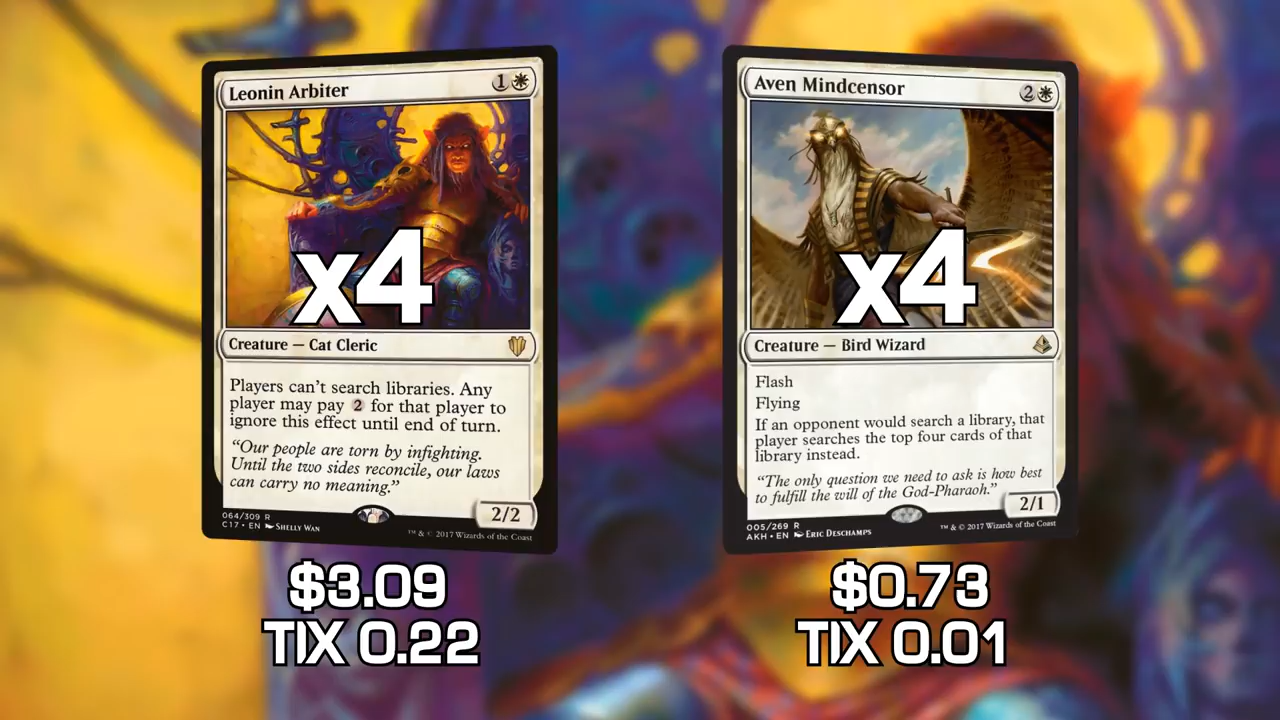 Leonin Arbiter 1
x4
Creature — Cat Cleric
Players can't search libraries. Any
player may pay 2 for that player to
ignore this effect until end of turn.
“Our people are torn by infighting.
Until the two sides reconcile, our laws
can carry no meaning.”
2/2
064/309 R
C17 • EN Shelly Wan
™ & © 2017 Wizards of the Coast
$3.09
TIX 0.22
Aven Mindcensor 2
x4
Creature — Bird Wizard
Flash
Flying
If an opponent would search a library, that
player searches the top four cards of that
library instead.
“The only question we need to ask is how best
to fulfill the will of the God-Pharaoh.”
2/1
005/269 R
AKH • EN Eric Deschamps
™ & © 2017 Wizards of the Coast
$0.73
TIX 0.01